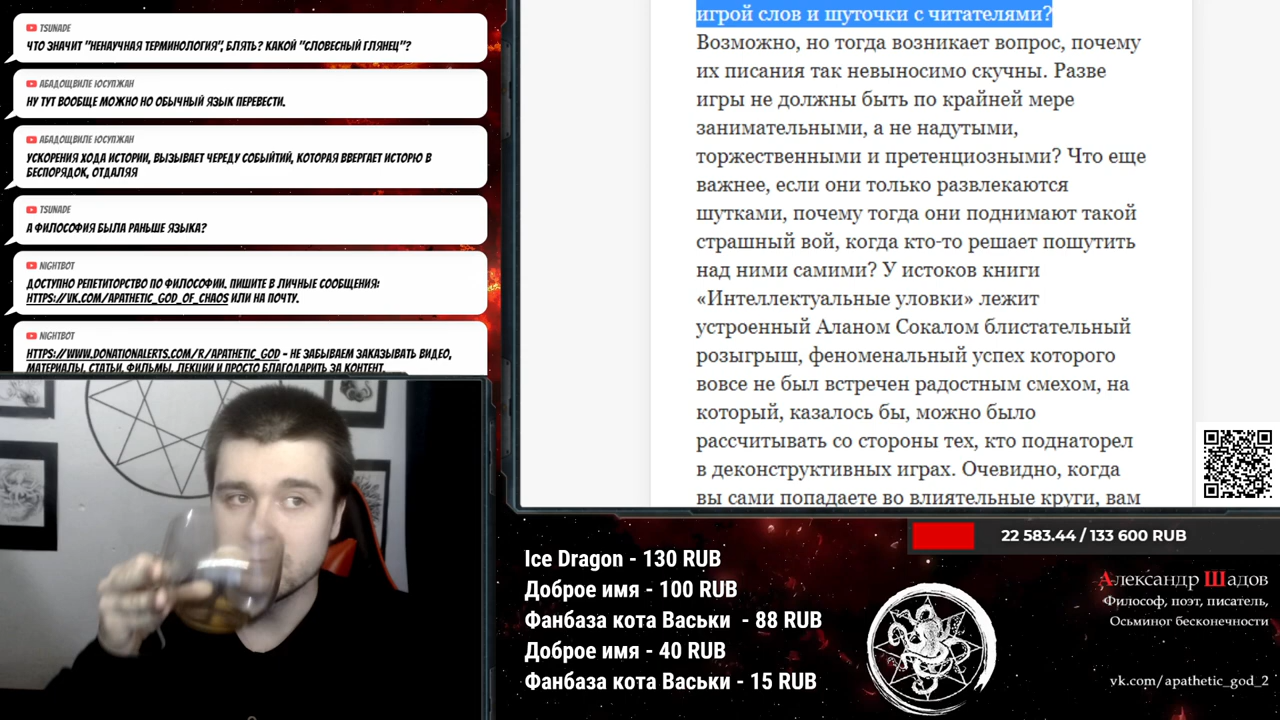 TSUNADE
ЧТО ЗНАЧИТ "НЕНАУЧНАЯ ТЕРМИНОЛОГИЯ", БЛЯТЬ? КАКОЙ "СЛОВЕСНЫЙ ГЛЯНЕЦ"?
АБАДОЩВИЛЕ ЮСУПЖАН
НУ ТУТ ВООБЩЕ МОЖНО НО ОБЫЧНЫЙ ЯЗЫК ПЕРЕВЕСТИ.
АБАДОЩВИЛЕ ЮСУПЖАН
УСКОРЕНИЯ ХОДА ИСТОРИИ, ВЫЗЫВАЕТ ЧЕРЕДУ СОБЫЙТИЙ, КОТОРАЯ ВВЕРГАЕТ ИСТОРЮ В
БЕСПОРЯДОК, ОТДАЛЯЯ
TSUNADE
А ФИЛОСОФИЯ БЫЛА РАНЬШЕ ЯЗЫКА?
NIGHTBOT
ДОСТУПНО РЕПЕТИТОРСТВО ПО ФИЛОСОФИИ. ПИШИТЕ В ЛИЧНЫЕ СООБЩЕНИЯ:
HTTPS://VK.COM/APATHETIC_GOD_OF_CHAOS ИЛИ НА ПОЧТУ.
NIGHTBOT
HTTPS://WWW.DONATIONALERTS.COM/R/APATHETIC_GOD - НЕ ЗАБЫВАЕМ ЗАКАЗЫВАТЬ ВИДЕО,
МАТЕРИАЛЫ, СТАТЬИ, ФИЛЬМЫ, ЛЕКЦИИ И ПРОСТО БЛАГОДАРИТЬ ЗА КОНТЕНТ.
игрой слов и шуточки с читателями?
Возможно, но тогда возникает вопрос, почему
их писания так невыносимо скучны. Разве
игры не должны быть по крайней мере
занимательными, а не надутыми,
торжественными и претенциозными? Что еще
важнее, если они только развлекаются
шутками, почему тогда они поднимают такой
страшный вой, когда кто-то решает пошутить
над ними самими? У истоков книги
«Интеллектуальные уловки» лежит
устроенный Аланом Сокалом блистательный
розыгрыш, феноменальный успех которого
вовсе не был встречен радостным смехом, на
который, казалось бы, можно было
рассчитывать со стороны тех, кто поднаторел
в деконструктивных играх. Очевидно, когда
вы сами попадаете во влиятельные круги, вам
22 583.44 / 133 600 RUB
Ice Dragon - 130 RUB
Доброе имя - 100 RUB
Фанбаза кота Васьки - 88 RUB
Доброе имя - 40 RUB
Фанбаза кота Васьки - 15 RUB
Александр Шадов
Философ, поэт, писатель,
Осьминог бесконечности
vk.com/apathetic_god_2